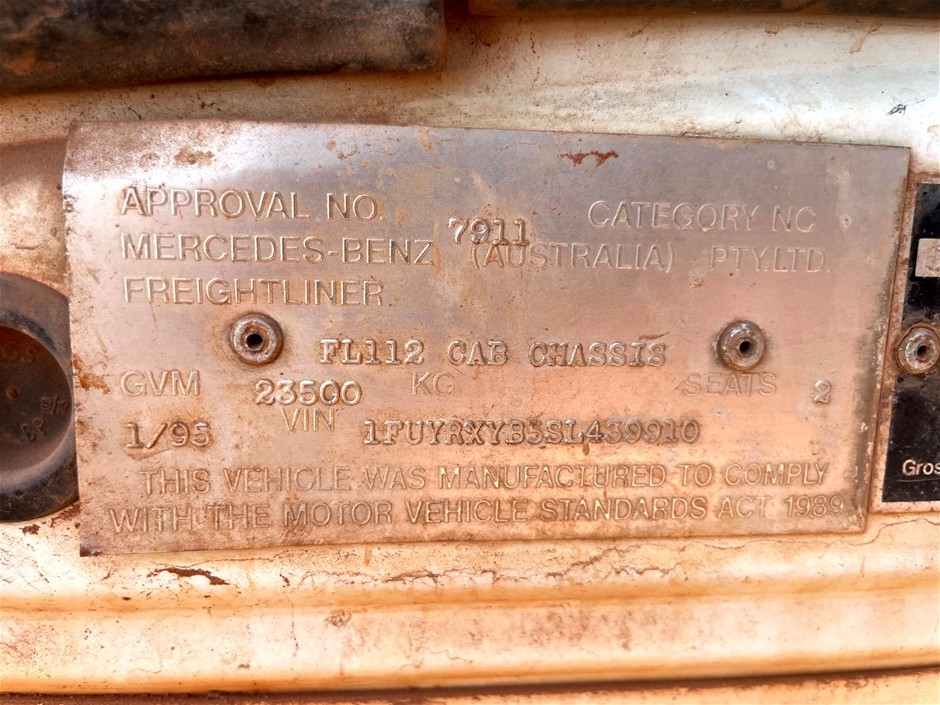 APPROVAL NO. 7911 CATEGORY NC
MERCEDES-BENZ (AUSTRALIA) PTY.LTD.
FREIGHTLINER.
FL112 CAB CHASSIS
GVM 23500 KG SEATS 2
1/95 VIN 1FUYRXYB5SL439910
THIS VEHICLE WAS MANUFACTURED TO COMPLY
WITH THE MOTOR VEHICLE STANDARDS ACT 1989
Gros